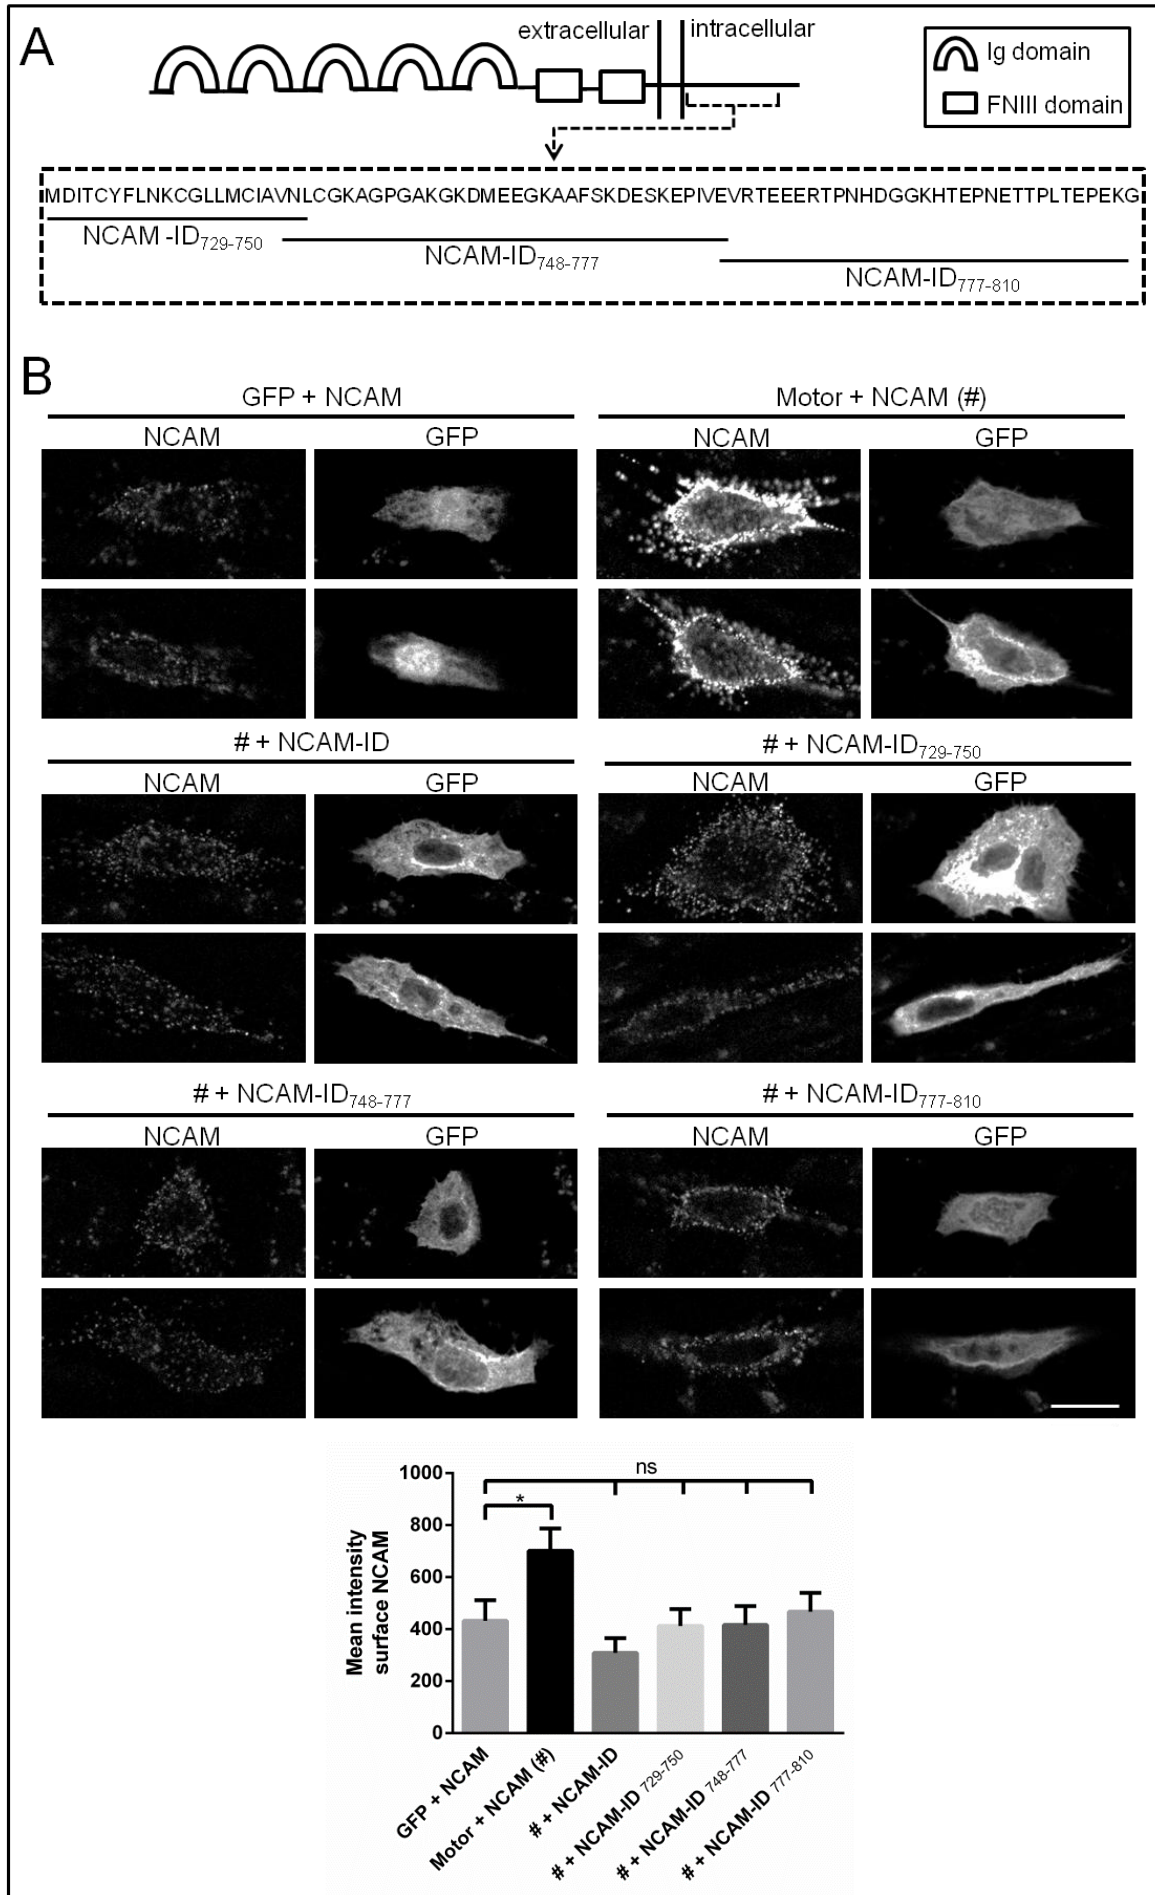 A
extracellular intracellular
Ig domain
FNIII domain
MDITCYFLNKCGLLMCIAVNLCGKAGPGAKGKDMEEGKAAFSKDESKEPIVEVRTEEERTPNHDGGKHTEPNETTPLTEPEKG
NCAM -ID729-750
NCAM-ID748-777
NCAM-ID777-810
B
GFP + NCAM
Motor + NCAM (#)
NCAM GFP
NCAM GFP
# + NCAM-ID
# + NCAM-ID729-750
NCAM GFP
NCAM GFP
# + NCAM-ID748-777
# + NCAM-ID777-810
NCAM GFP
NCAM GFP
Mean intensity
surface NCAM
1000
800
600
400
200
0
ns
*
GFP + NCAM
Motor + NCAM (#)
# + NCAM-ID
# + NCAM-ID 729-750
# + NCAM-ID 748-777
# + NCAM-ID 777-810